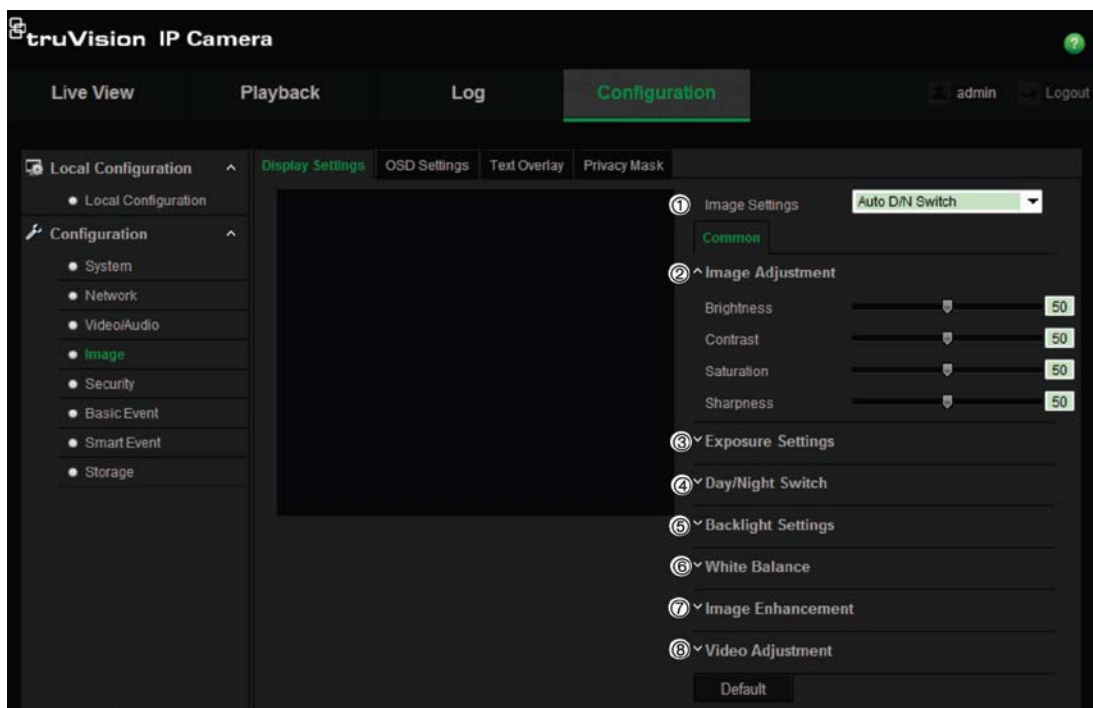 truVision IP Camera
?
Live View Playback Log Configuration admin Logout
Local Configuration
Local Configuration
Configuration
System
Network
Video/Audio
Image
Security
Basic Event
Smart Event
Storage
Display Settings OSD Settings Text Overlay Privacy Mask
① Image Settings Auto D/N Switch
Common
② Image Adjustment
Brightness 50
Contrast 50
Saturation 50
Sharpness 50
③ Exposure Settings
④ Day/Night Switch
⑤ Backlight Settings
⑥ White Balance
⑦ Image Enhancement
⑧ Video Adjustment
Default